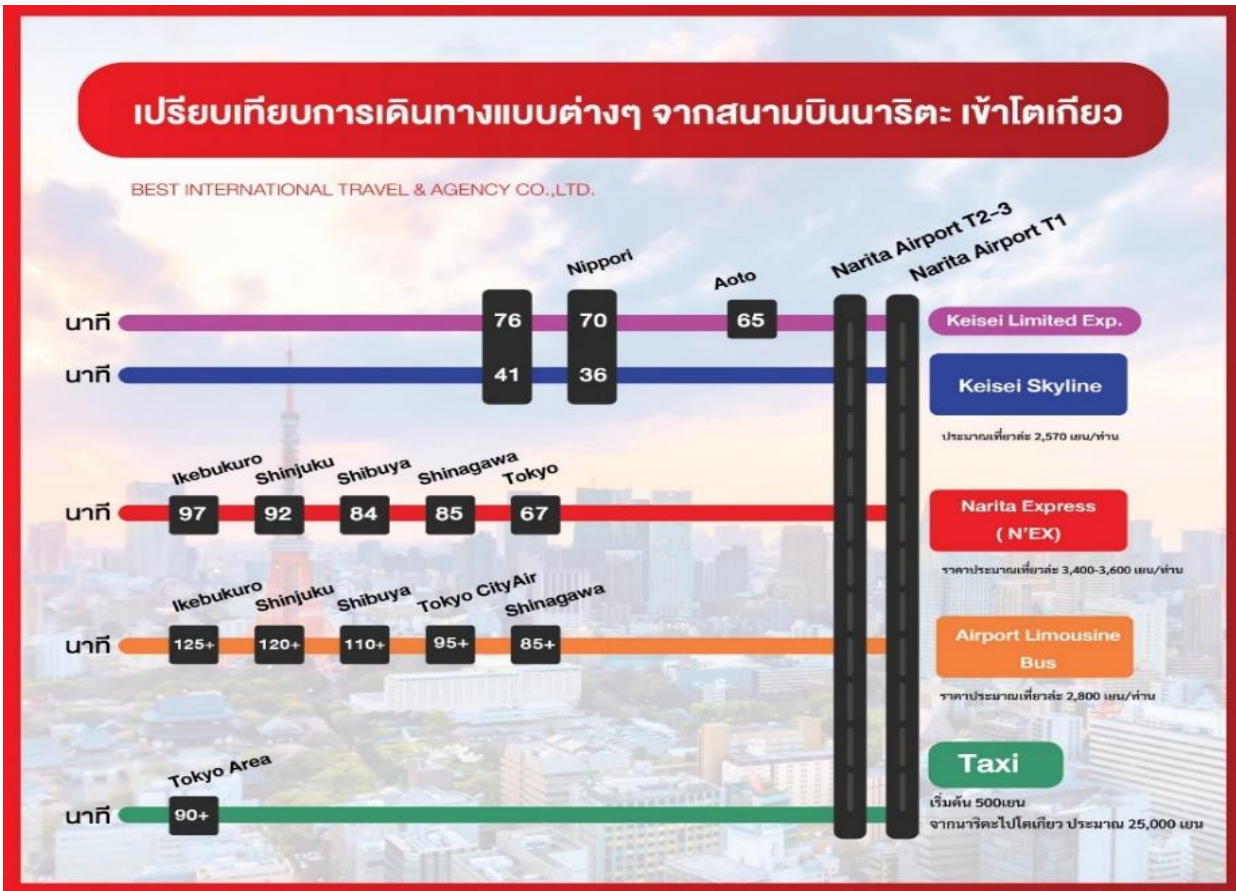 เปรียบเทียบการเดินทางแบบต่างๆ จากสนามบินนาริตะ เข้าโตเกียว
BEST INTERNATIONAL TRAVEL & AGENCY CO.,LTD.
Nippori
Aoto
Narita Airport T2-3
Narita Airport T1
นาที
76
70
65
Keisei Limited Exp.
นาที
41
36
Keisei Skyline
ประมาณเที่ยวล่ะ 2,570 เยน/ท่าน
Ikebukuro
Shinjuku
Shibuya
Shinagawa
Tokyo
นาที
97
92
84
85
67
Narita Express
( N'EX)
ราคาประมาณเที่ยวล่ะ 3,400-3,600 เยน/ท่าน
Ikebukuro
Shinjuku
Shibuya
Tokyo CityAir
Shinagawa
นาที
125+
120+
110+
95+
85+
Airport Limousine
Bus
ราคาประมาณเที่ยวล่ะ 2,800 เยน/ท่าน
Tokyo Area
นาที
90+
Taxi
เริ่มต้น 500เยน
จากนาริตะไปโตเกียว ประมาณ 25,000 เยน